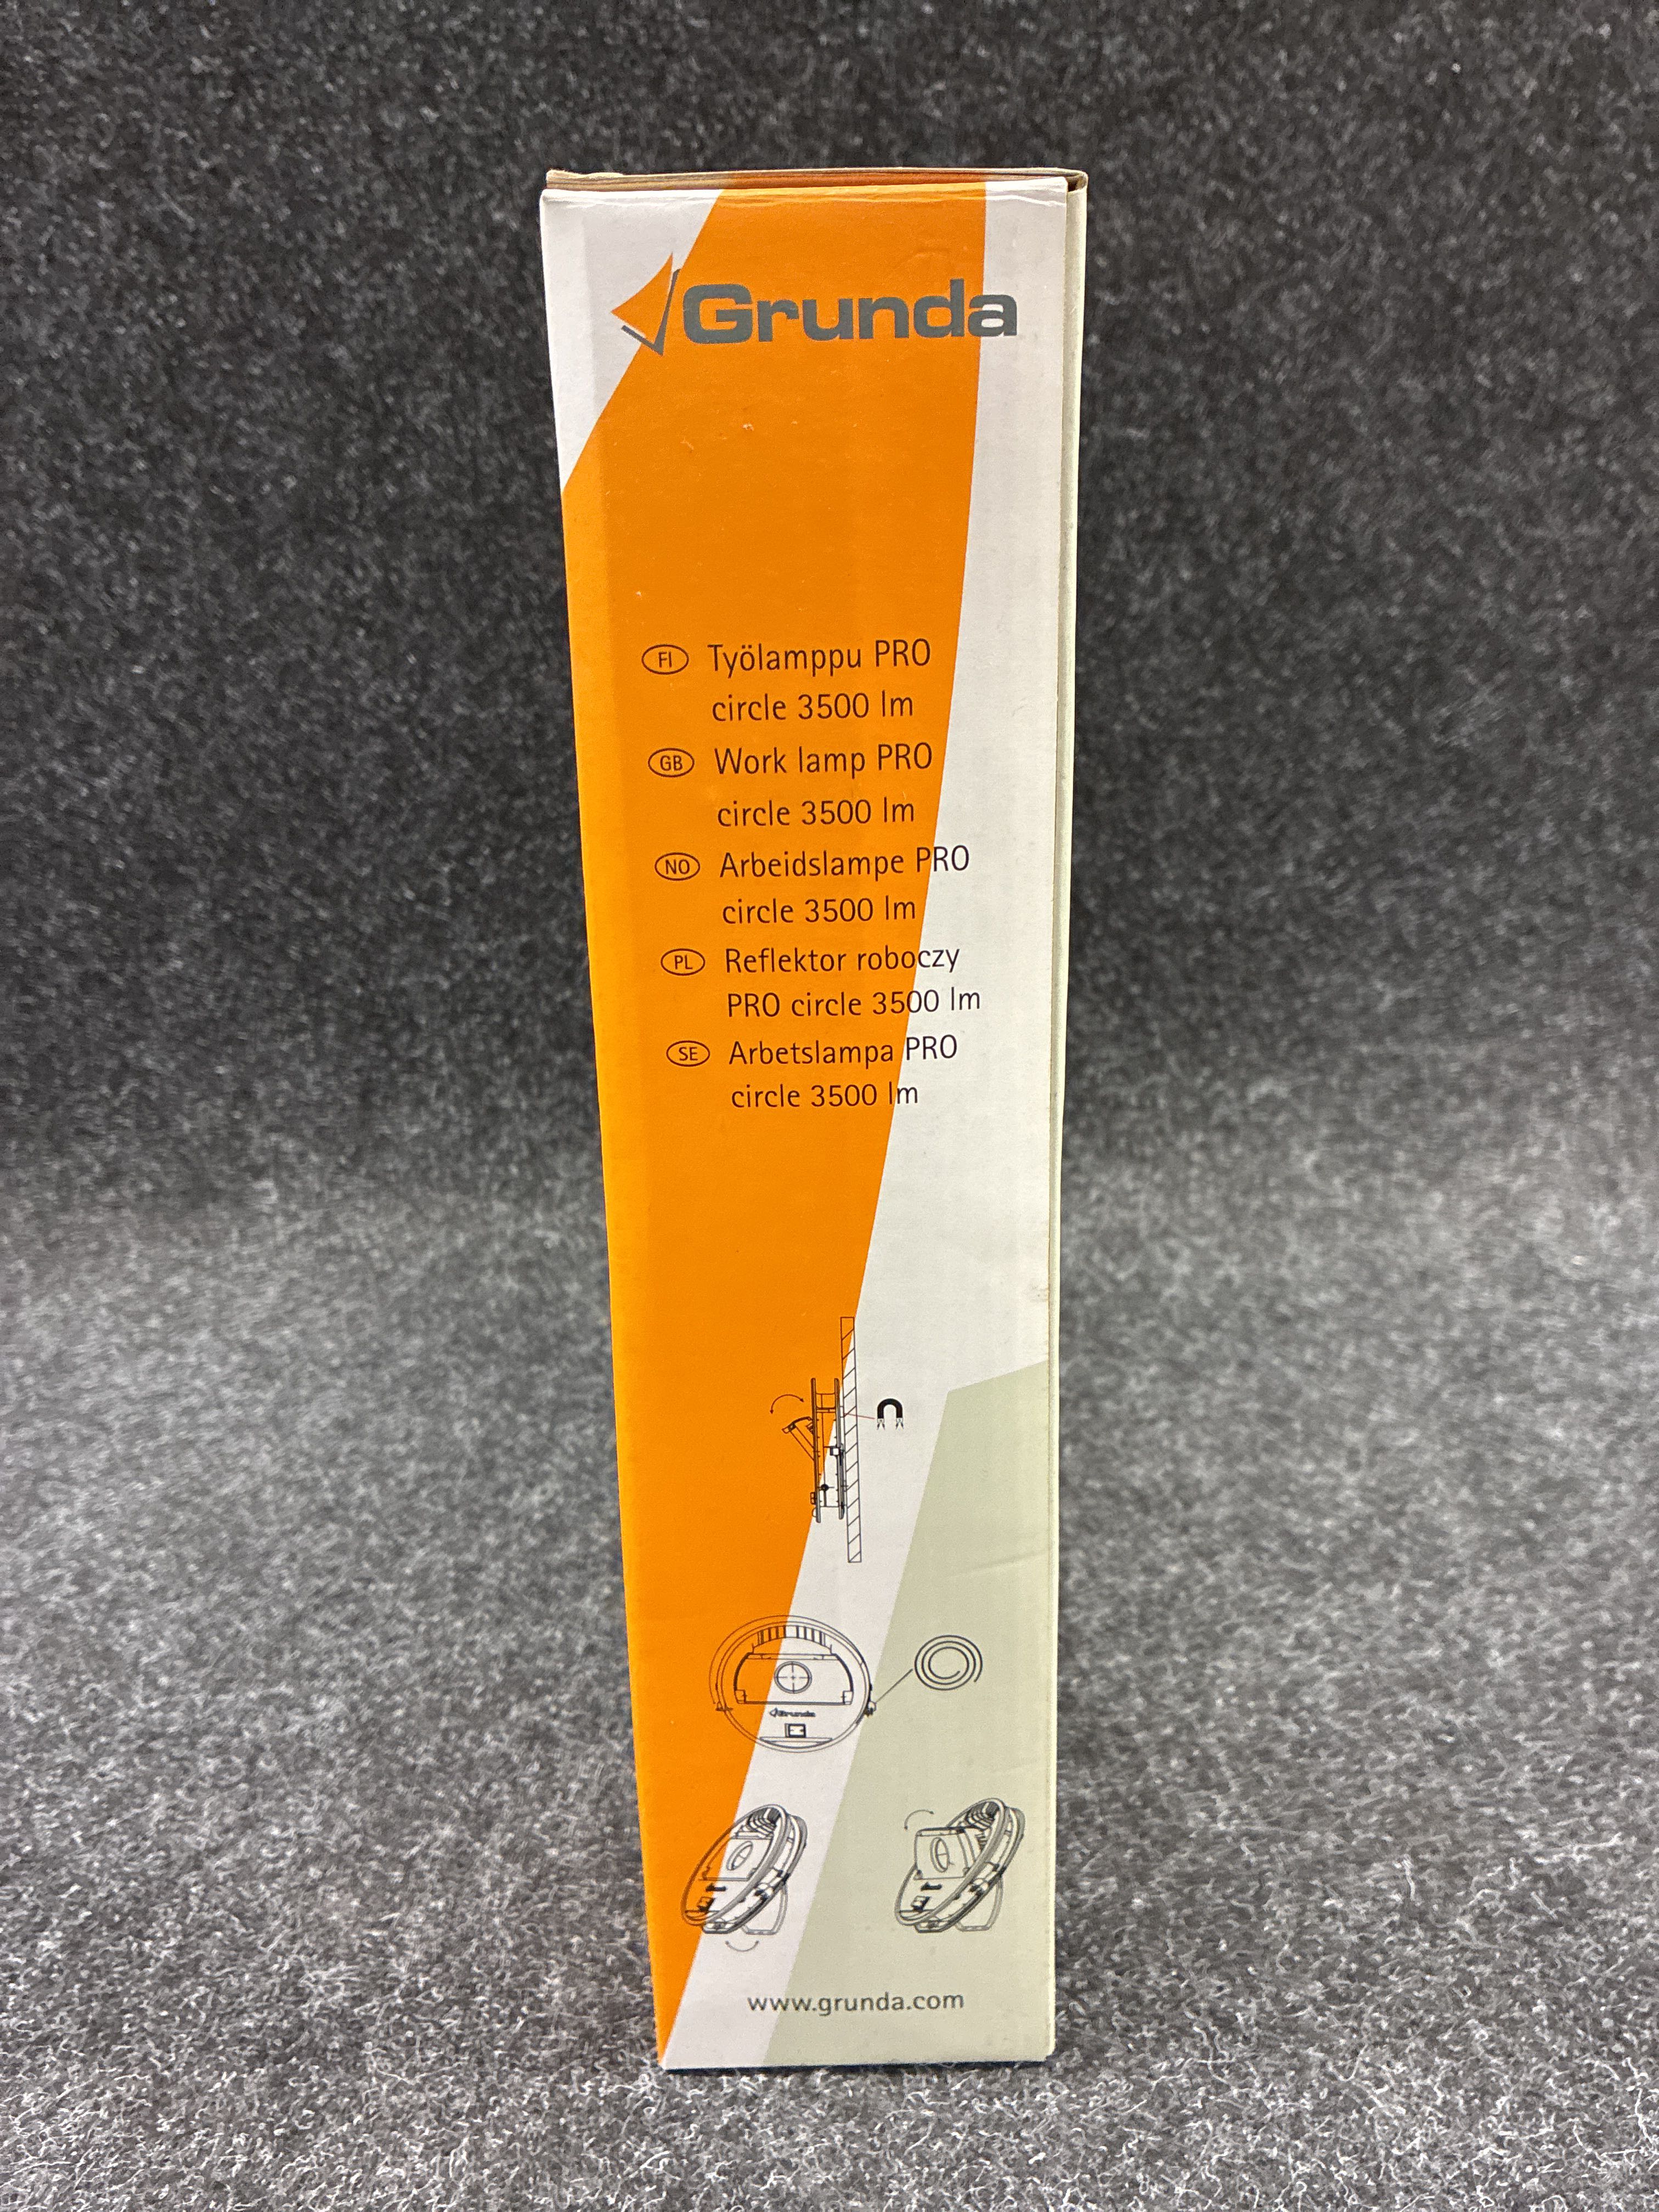 Grunda
FI Työlamppu PRO
circle 3500 lm
GB Work lamp PRO
circle 3500 lm
NO Arbeidslampe PRO
circle 3500 lm
PL Reflektor roboczy
PRO circle 3500 lm
SE Arbetslampa PRO
circle 3500 lm
Grunda
www.grunda.com